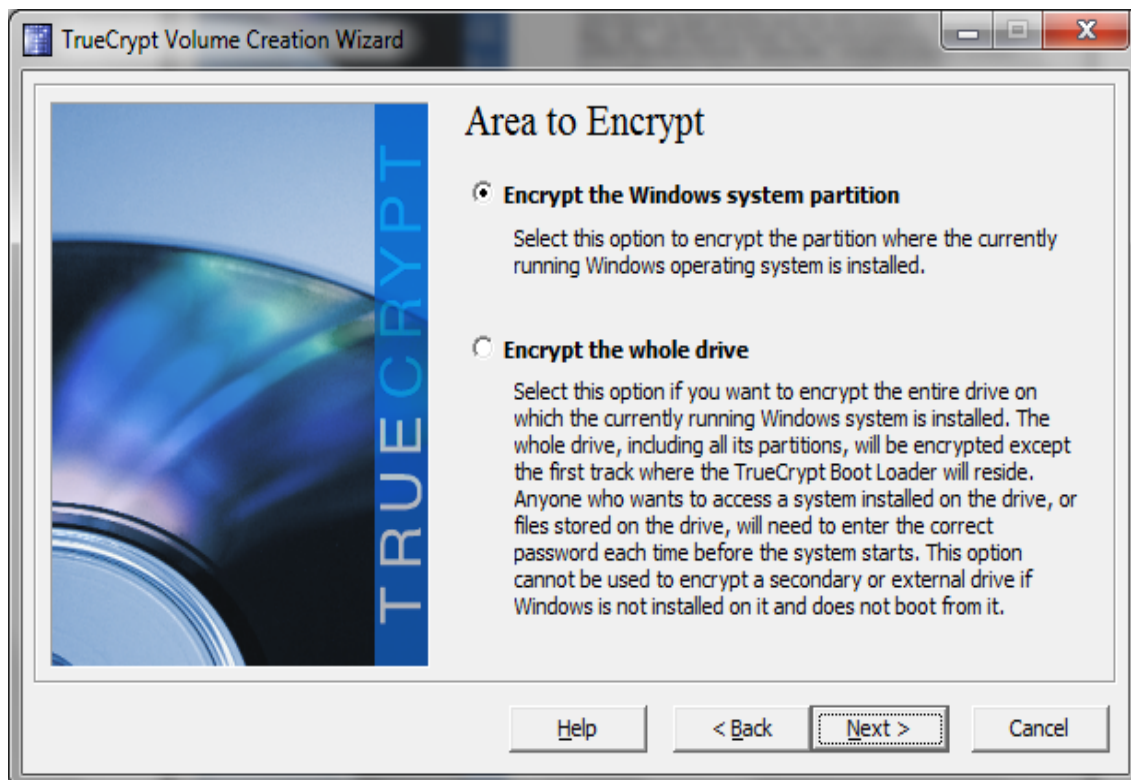 TrueCrypt Volume Creation Wizard
Area to Encrypt
Encrypt the Windows system partition
Select this option to encrypt the partition where the currently
running Windows operating system is installed.
Encrypt the whole drive
Select this option if you want to encrypt the entire drive on
which the currently running Windows system is installed. The
whole drive, including all its partitions, will be encrypted except
the first track where the TrueCrypt Boot Loader will reside.
Anyone who wants to access a system installed on the drive, or
files stored on the drive, will need to enter the correct
password each time before the system starts. This option
cannot be used to encrypt a secondary or external drive if
Windows is not installed on it and does not boot from it.
TRUECRYPT
Help
< Back
Next >
Cancel